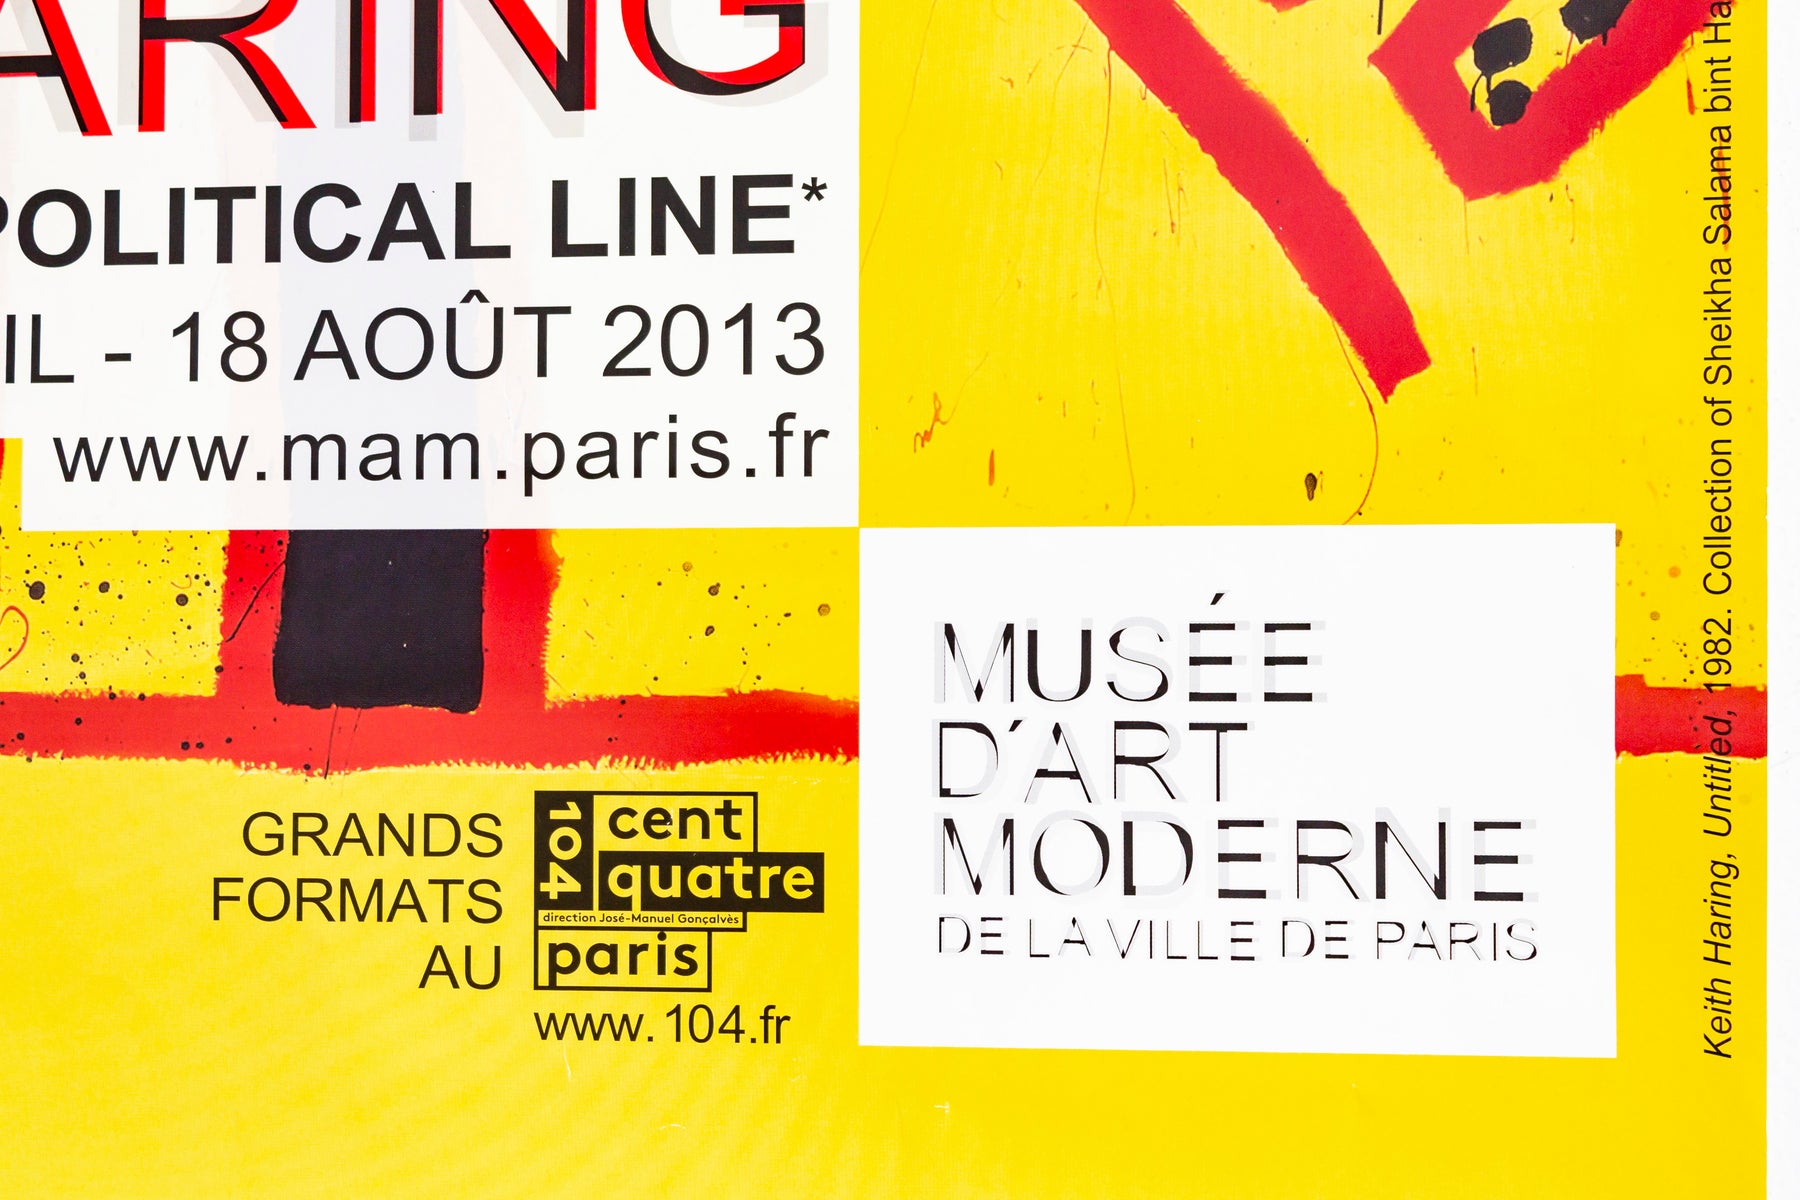 ARING
POLITICAL LINE*
IL - 18 AOÛT 2013
www.mam.paris.fr
GRANDS
FORMATS
AU
104
cent
quatre
direction José-Manuel Gonçalvès
paris
www.104.fr
MUSÉE
D'ART
MODERNE
DE LA VILLE DE PARIS
Keith Haring, Untitled, 1982. Collection of Sheikha Salama bint Ha